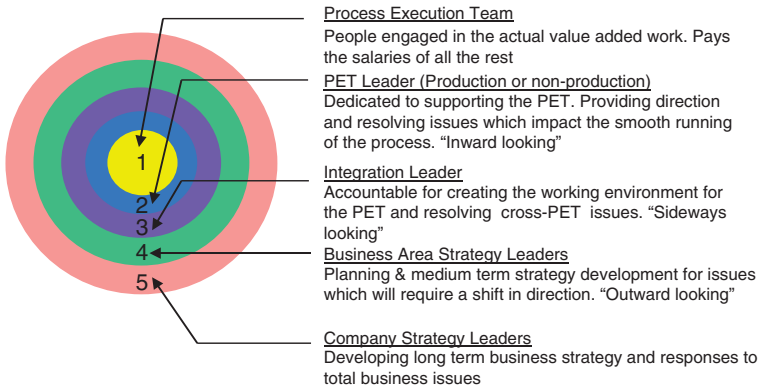 Process Execution Team
People engaged in the actual value added work. Pays
the salaries of all the rest
PET Leader (Production or non-production)
Dedicated to supporting the PET. Providing direction
and resolving issues which impact the smooth running
of the process. “Inward looking”
Integration Leader
Accountable for creating the working environment for
the PET and resolving cross-PET issues. “Sideways
looking”
Business Area Strategy Leaders
Planning & medium term strategy development for issues
which will require a shift in direction. “Outward looking”
Company Strategy Leaders
Developing long term business strategy and responses to
total business issues
1
2
3
4
5